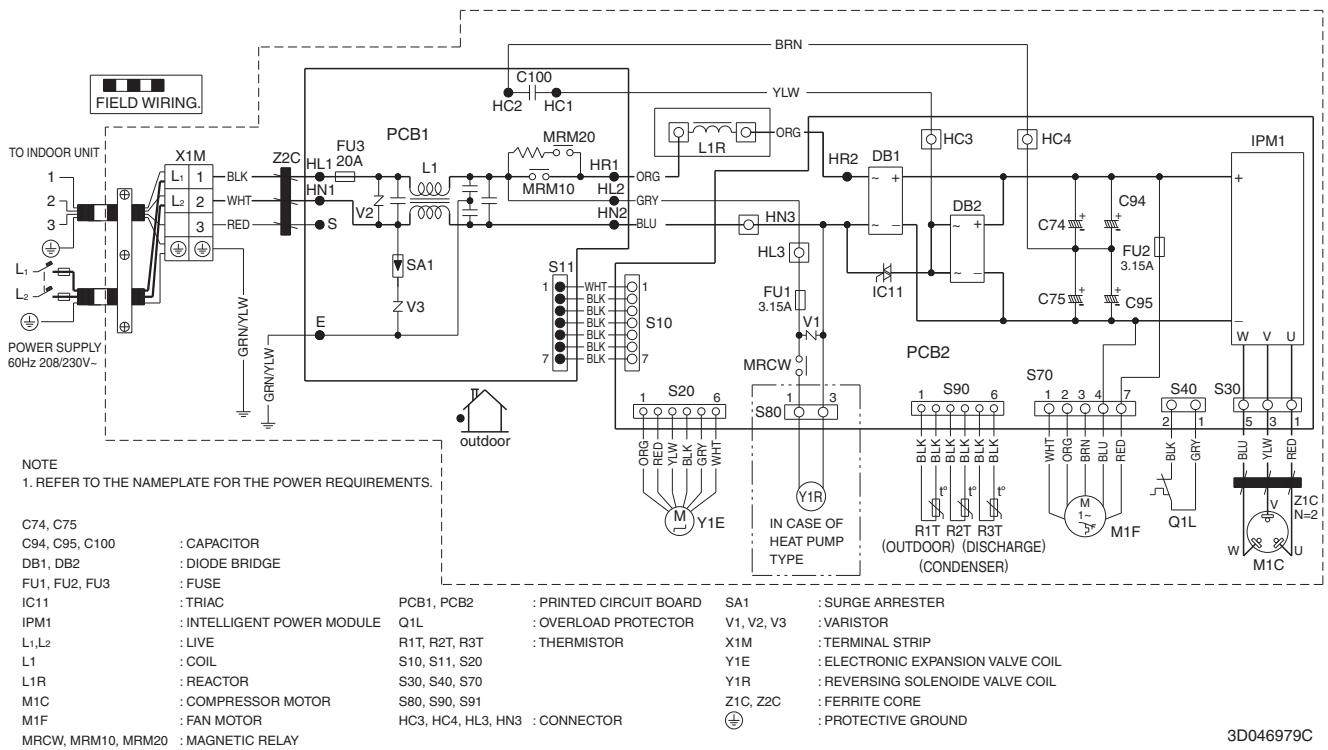 BRN
C100
HC2 HC1
YLW
FIELD WIRING.
PCB1
MRM20
ORG
L1R
HC3
HC4
IPM1
TO INDOOR UNIT
X1M
Z2C
HL1
FU3
20A
L1
MRM10
HR1
ORG
HR2
DB1
1
L1 1
BLK
HN1
HL2
GRY
2
L2 2
WHT
V2
HN2
BLU
HN3
DB2
C74
C94
3
3
RED
S
FU2
3.15A
SA1
HL3
IC11
L1
S11
C75
C95
L2
V3
1 WHT 1
BLK
BLK
BLK
BLK
BLK
7 BLK 7
S10
FU1
3.15A
V1
E
GRN/YLW
GRN/YLW
W V U
POWER SUPPLY
60Hz 208/230V~
PCB2
MRCW
outdoor
S20
1 6
S80
1 3
S90
1 6
S70
1 2 3 4 7
S40
2 1
S30
5 3 1
ORG RED YLW BLK GRY WHT
BLK BLK BLK BLK BLK BLK
WHT ORG BRN BLU RED
BLK GRY
BLU YLW RED
M
Y1E
Y1R
IN CASE OF
HEAT PUMP
TYPE
t° t° t°
R1T R2T R3T
(OUTDOOR) (DISCHARGE)
(CONDENSER)
M
1~
M1F
Q1L
Z1C
N=2
V
W U
M1C
NOTE
1. REFER TO THE NAMEPLATE FOR THE POWER REQUIREMENTS.
C74, C75
C94, C95, C100 : CAPACITOR
DB1, DB2 : DIODE BRIDGE
FU1, FU2, FU3 : FUSE
IC11 : TRIAC
IPM1 : INTELLIGENT POWER MODULE
L1,L2 : LIVE
L1 : COIL
L1R : REACTOR
M1C : COMPRESSOR MOTOR
M1F : FAN MOTOR
MRCW, MRM10, MRM20 : MAGNETIC RELAY
PCB1, PCB2 : PRINTED CIRCUIT BOARD
Q1L : OVERLOAD PROTECTOR
R1T, R2T, R3T : THERMISTOR
S10, S11, S20
S30, S40, S70
S80, S90, S91
HC3, HC4, HL3, HN3 : CONNECTOR
SA1 : SURGE ARRESTER
V1, V2, V3 : VARISTOR
X1M : TERMINAL STRIP
Y1E : ELECTRONIC EXPANSION VALVE COIL
Y1R : REVERSING SOLENOIDE VALVE COIL
Z1C, Z2C : FERRITE CORE
: PROTECTIVE GROUND
3D046979C